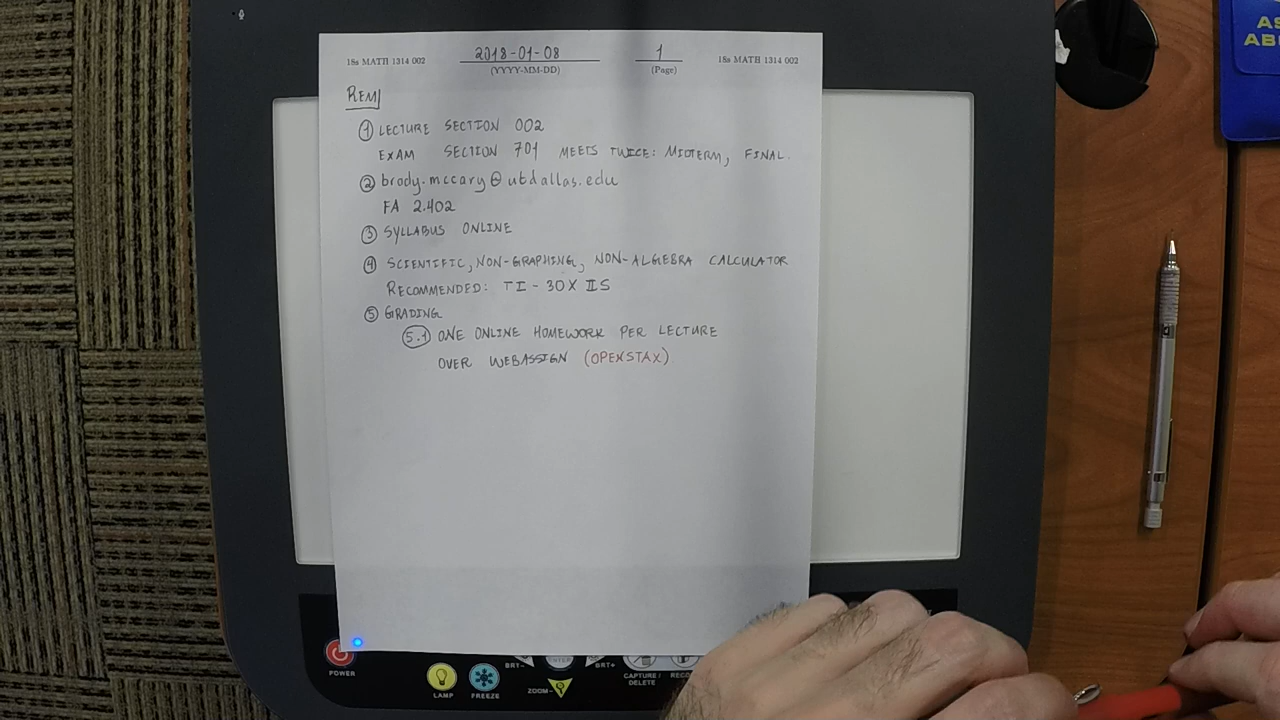 18s MATH 1314 002
2018-01-08
(YYYY-MM-DD)
1
(Page)
18s MATH 1314 002
REM
① LECTURE SECTION 002
EXAM SECTION 701 MEETS TWICE: MIDTERM, FINAL.
② brody.mccary@utdallas.edu
FA 2.402
③ SYLLABUS ONLINE
④ SCIENTIFIC, NON-GRAPHING, NON-ALGEBRA CALCULATOR
RECOMMENDED: TI-30X IIS
⑤ GRADING
5.1 ONE ONLINE HOMEWORK PER LECTURE
OVER WEBASSIGN (OPENSTAX)
POWER
LAMP
FREEZE
BRT-
ZOOM-
BRT+
CAPTURE /
DELETE